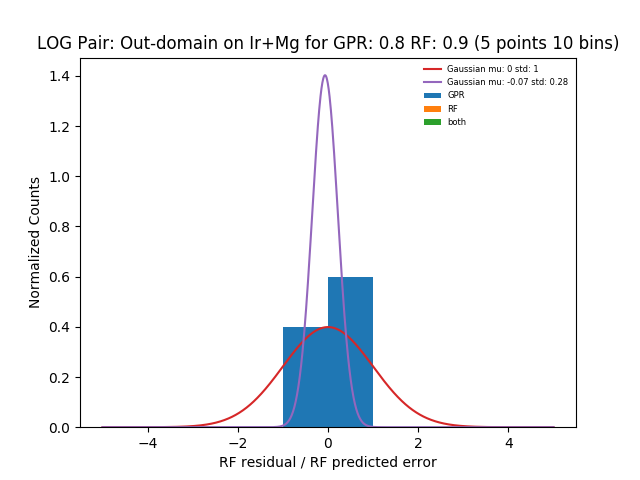 LOG Pair: Out-domain on Ir+Mg for GPR: 0.8 RF: 0.9 (5 points 10 bins)
Gaussian mu: 0 std: 1
Gaussian mu: -0.07 std: 0.28
GPR
RF
both
Normalized Counts
1.4
1.2
1.0
0.8
0.6
0.4
0.2
0.0
−4 −2 0 2 4
RF residual / RF predicted error